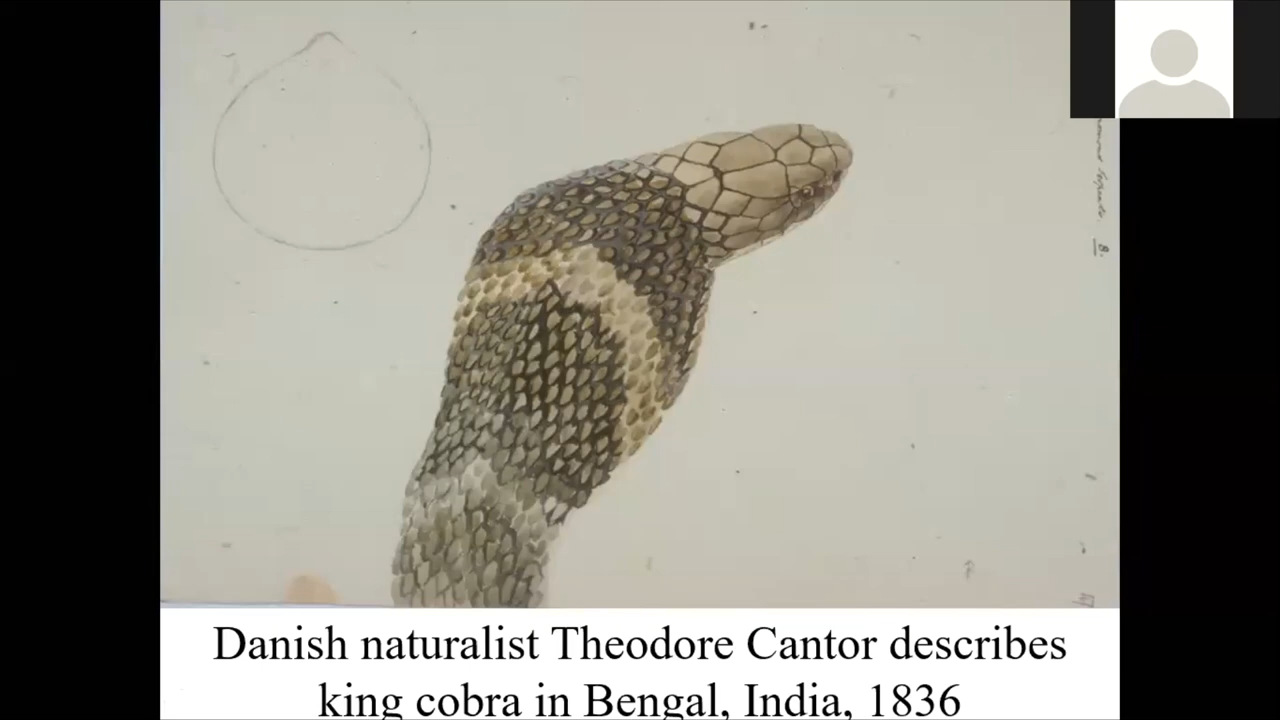 B.
Danish naturalist Theodore Cantor describes
king cobra in Bengal, India, 1836